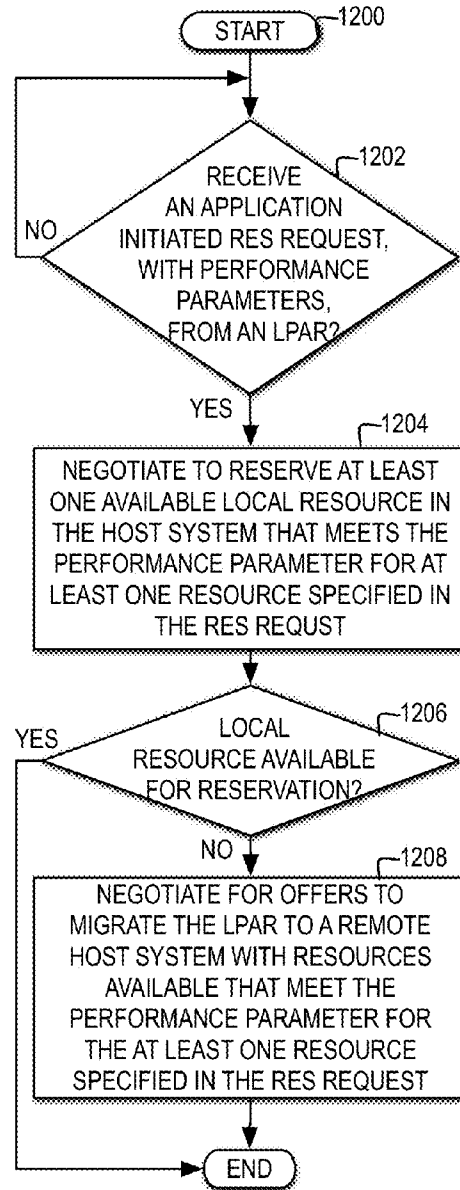 START
1200
1202
RECEIVE
AN APPLICATION
INITIATED RES REQUEST,
WITH PERFORMANCE
PARAMETERS,
FROM AN LPAR?
NO
YES
1204
NEGOTIATE TO RESERVE AT LEAST
ONE AVAILABLE LOCAL RESOURCE IN
THE HOST SYSTEM THAT MEETS THE
PERFORMANCE PARAMETER FOR AT
LEAST ONE RESOURCE SPECIFIED IN
THE RES REQUST
1206
YES
LOCAL
RESOURCE AVAILABLE
FOR RESERVATION?
NO
1208
NEGOTIATE FOR OFFERS TO
MIGRATE THE LPAR TO A REMOTE
HOST SYSTEM WITH RESOURCES
AVAILABLE THAT MEET THE
PERFORMANCE PARAMETER FOR
THE AT LEAST ONE RESOURCE
SPECIFIED IN THE RES REQUEST
END